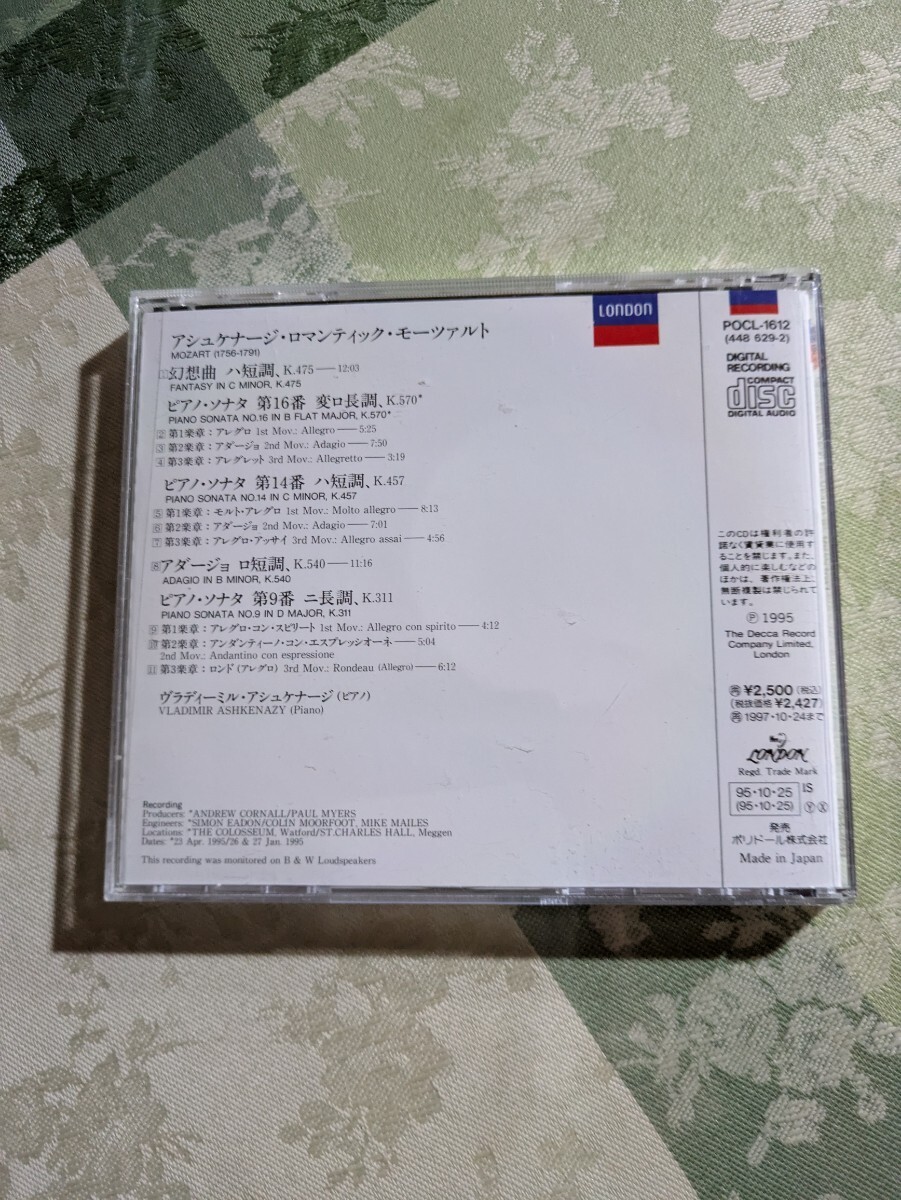 アシュケナージ・ロマンティック・モーツァルト
MOZART (1756-1791)
1 幻想曲 ハ短調、K.475——12:03
FANTASY IN C MINOR, K.475
ピアノ・ソナタ 第16番 変ロ長調、K.570*
PIANO SONATA NO.16 IN B FLAT MAJOR, K.570*
2 第1楽章：アレグロ 1st Mov.: Allegro——5:25
3 第2楽章：アダージョ 2nd Mov.: Adagio——7:50
4 第3楽章：アレグレット 3rd Mov.: Allegretto——3:19
ピアノ・ソナタ 第14番 ハ短調、K.457
PIANO SONATA NO.14 IN C MINOR, K.457
5 第1楽章：モルト・アレグロ 1st Mov.: Molto allegro——8:13
6 第2楽章：アダージョ 2nd Mov.: Adagio——7:01
7 第3楽章：アレグロ・アッサイ 3rd Mov.: Allegro assai——4:56
8 アダージョ ロ短調、K.540——11:16
ADAGIO IN B MINOR, K.540
ピアノ・ソナタ 第9番 ニ長調、K.311
PIANO SONATA NO.9 IN D MAJOR, K.311
9 第1楽章：アレグロ・コン・スピリート 1st Mov.: Allegro con spirito——4:12
10 第2楽章：アンダンティーノ・コン・エスプレッシオーネ——5:04
2nd Mov.: Andantino con espressione
11 第3楽章：ロンド（アレグロ） 3rd Mov.: Rondeau (Allegro)——6:12
ヴラディーミル・アシュケナージ（ピアノ）
VLADIMIR ASHKENAZY (Piano)
Recording
Producers: *ANDREW CORNALL/PAUL MYERS
Engineers: *SIMON EADON/COLIN MOORFOOT, MIKE MAILES
Locations: *THE COLOSSEUM, Watford/ST.CHARLES HALL, Meggen
Dates: *23 Apr. 1995/26 & 27 Jan. 1995
This recording was monitored on B & W Loudspeakers
LONDON
POCL-1612
(448 629-2)
DIGITAL
RECORDING
COMPACT
disc
DIGITAL AUDIO
このCDは権利者の許
諾なく賃貸業に使用す
ることを禁じます。また、
個人的に楽しむなどの
ほかは、著作権法上、
無断複製は禁じられて
います。
Ⓟ 1995
The Decca Record
Company Limited,
London
㊢ ¥2,500（税込）
（税抜価格 ¥2,427）
㊢ 1997・10・24まで
LONDON
Regd. Trade Mark
95・10・25 IS
(95・10・25) Ⓨ Ⓧ
発売
ポリドール株式会社
Made in Japan